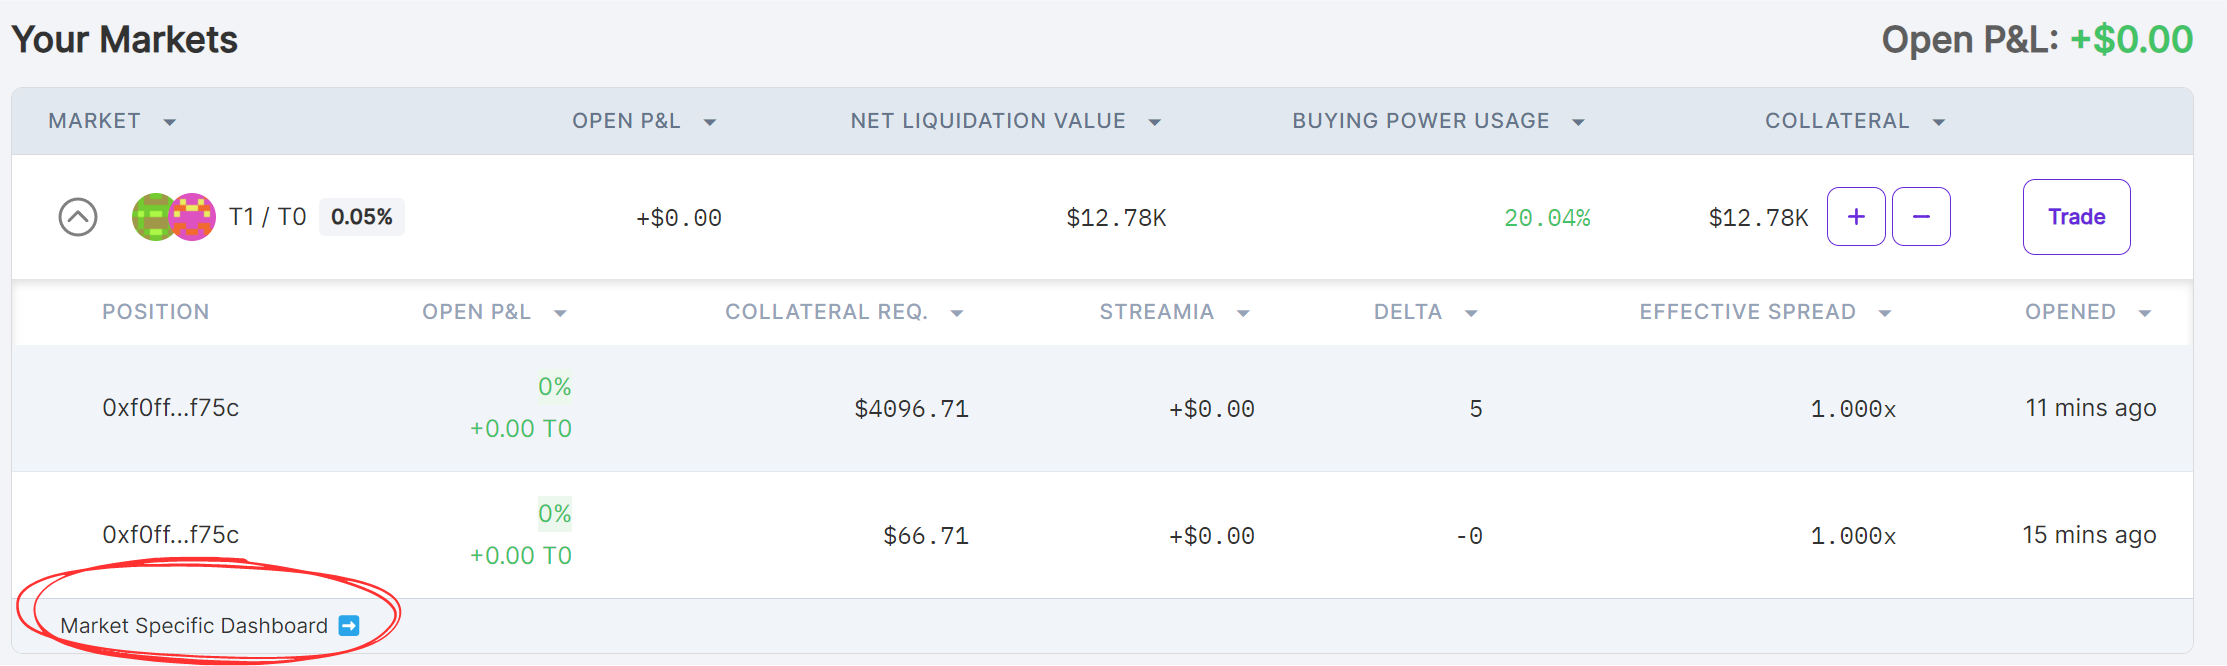 Your Markets Open P&L: +$0.00
MARKET OPEN P&L NET LIQUIDATION VALUE BUYING POWER USAGE COLLATERAL
T1 / T0 0.05% +$0.00 $12.78K 20.04% $12.78K + − Trade
POSITION OPEN P&L COLLATERAL REQ. STREAMIA DELTA EFFECTIVE SPREAD OPENED
0%
0xf0ff...f75c $4096.71 +$0.00 5 1.000x 11 mins ago
+0.00 T0
0%
0xf0ff...f75c $66.71 +$0.00 -0 1.000x 15 mins ago
+0.00 T0
Market Specific Dashboard ➡